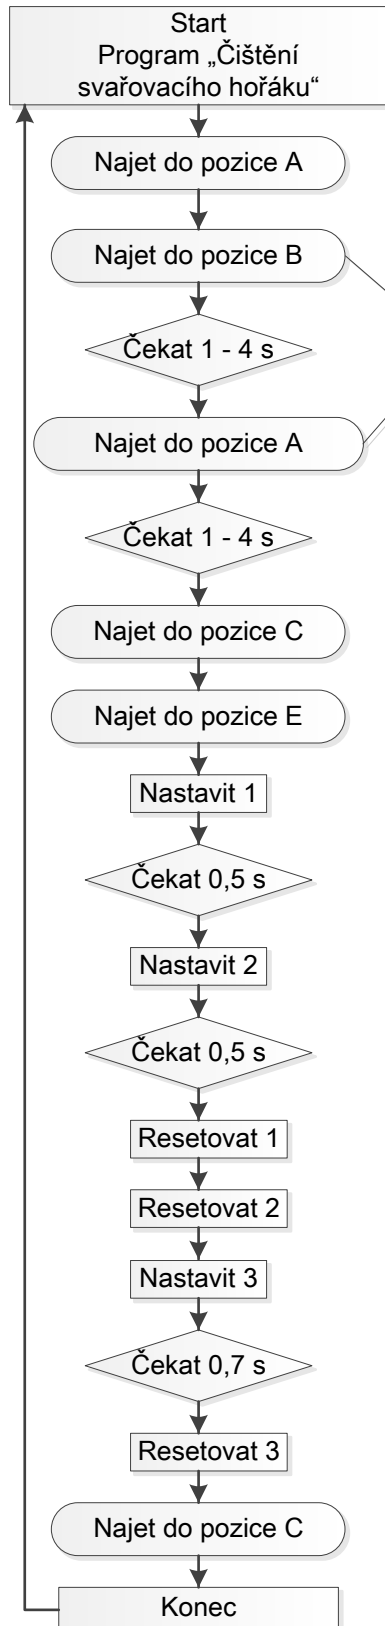 Start
Program „Čištění
svařovacího hořáku“
Najet do pozice A
Najet do pozice B
Čekat 1 - 4 s
Najet do pozice A
Čekat 1 - 4 s
Najet do pozice C
Najet do pozice E
Nastavit 1
Čekat 0,5 s
Nastavit 2
Čekat 0,5 s
Resetovat 1
Resetovat 2
Nastavit 3
Čekat 0,7 s
Resetovat 3
Najet do pozice C
Konec